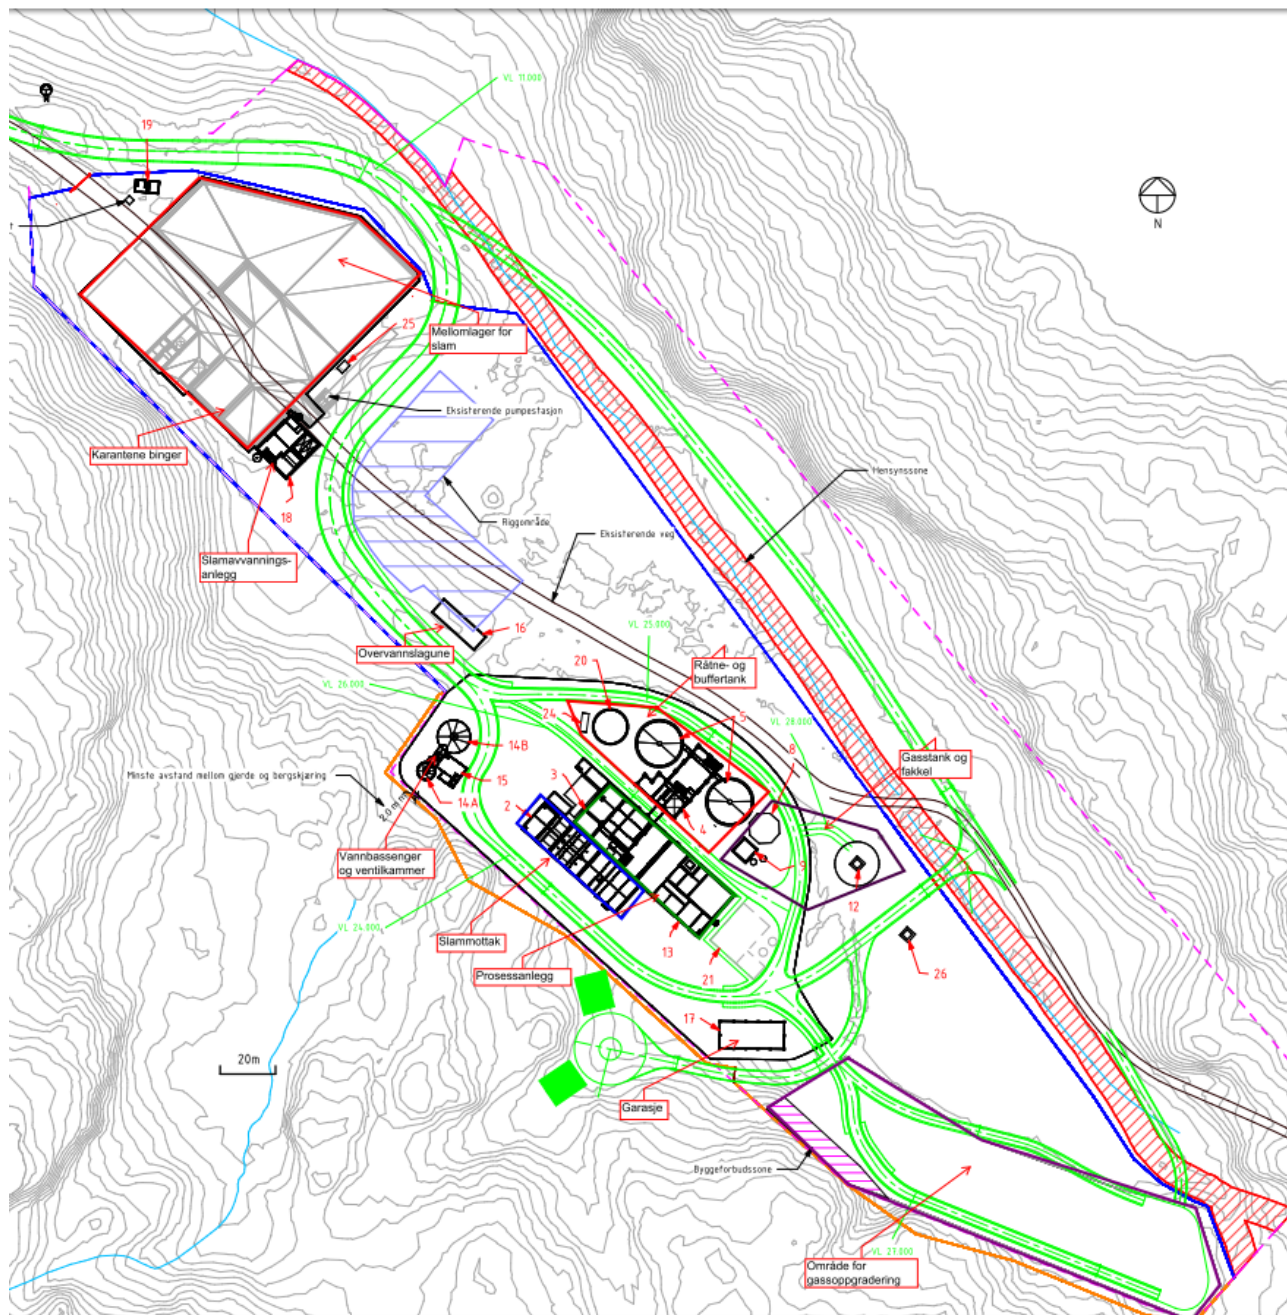 VL 11.000
19
N
t
25
Mellomlager for
slam
Eksisterende pumpestasjon
Karantene binger
Hensynssone
18
Riggområde
Eksisterende veg
Slamavvannings-
anlegg
16
VL 25.000
Overvannslagune
20
Råtne- og
buffertank
VL 26.000
24
5
VL 28.000
8
14B
Gasstank og
fakkel
Minste avstand mellom gjerde og bergskjæring
15
3
2.0 m
14A
2
4
9
Vannbassenger
og ventilkammer
12
VL 24.000
Slammottak
13
26
Prosessanlegg
21
17
20m
Garasje
Byggeforbudssone
VL 27.000
Område for
gassoppgradering